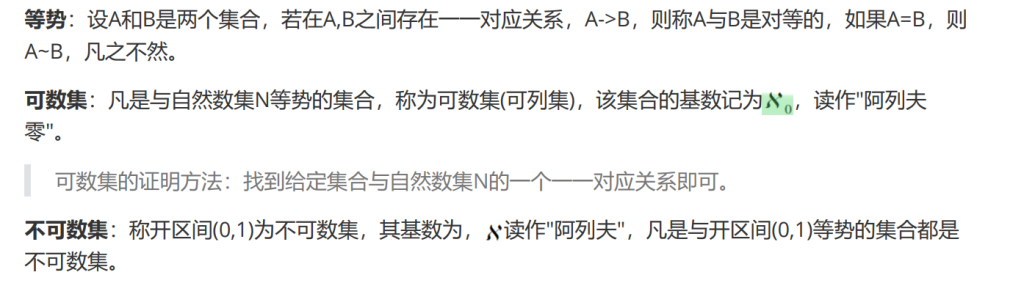 等势：设A和B是两个集合，若在A,B之间存在一一对应关系，A->B，则称A与B是对等的，如果A=B，则
A~B，凡之不然。
可数集：凡是与自然数集N等势的集合，称为可数集(可列集)，该集合的基数记为ℵ₀，读作"阿列夫
零"。
可数集的证明方法：找到给定集合与自然数集N的一个一一对应关系即可。
不可数集：称开区间(0,1)为不可数集，其基数为，ℵ读作"阿列夫"，凡是与开区间(0,1)等势的集合都是
不可数集。